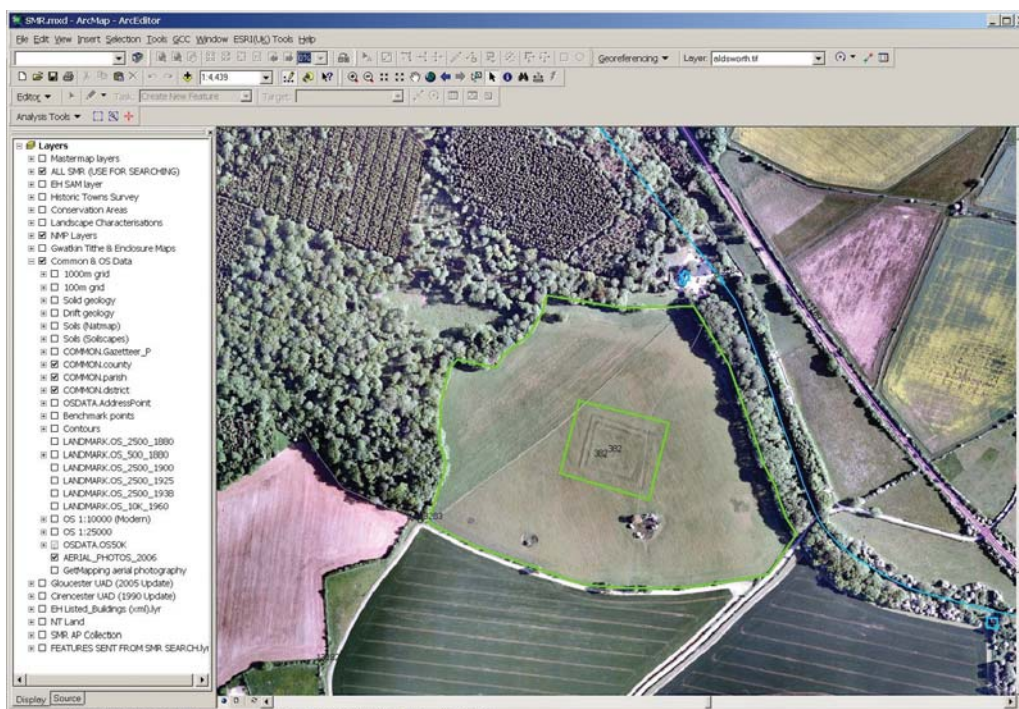 SMR.mxd - ArcMap - ArcEditor
File Edit View Insert Selection Tools GCC Window ESRI(UK) Tools Help
Georeferencing Layer: aldsworth.tif
1:4,439
Editor Task: Create New Feature Target:
Analysis Tools
Layers
Mastermap layers
ALL SMR (USE FOR SEARCHING)
EH SAM layer
Historic Towns Survey
Conservation Areas
Landscape Characterisations
NMP Layers
Gwatkin Tithe & Enclosure Maps
Common & OS Data
1000m grid
100m grid
Solid geology
Drift geology
Soils (Natmap)
Soils (Soilscapes)
COMMON.Gazetteer_P
COMMON.county
COMMON.parish
COMMON.district
OSDATA.AddressPoint
Benchmark points
Contours
LANDMARK.OS_2500_1880
LANDMARK.OS_500_1880
LANDMARK.OS_2500_1900
LANDMARK.OS_2500_1925
LANDMARK.OS_2500_1938
LANDMARK.OS_10K_1960
OS 1:10000 (Modern)
OS 1:25000
OSDATA.OS50K
AERIAL_PHOTOS_2006
GetMapping aerial photography
Gloucester UAD (2005 Update)
Cirencester UAD (1990 Update)
EH Listed_Buildings (xml).lyr
NT Land
SMR AP Collection
FEATURES SENT FROM SMR SEARCH.ly
Display Source
382
382